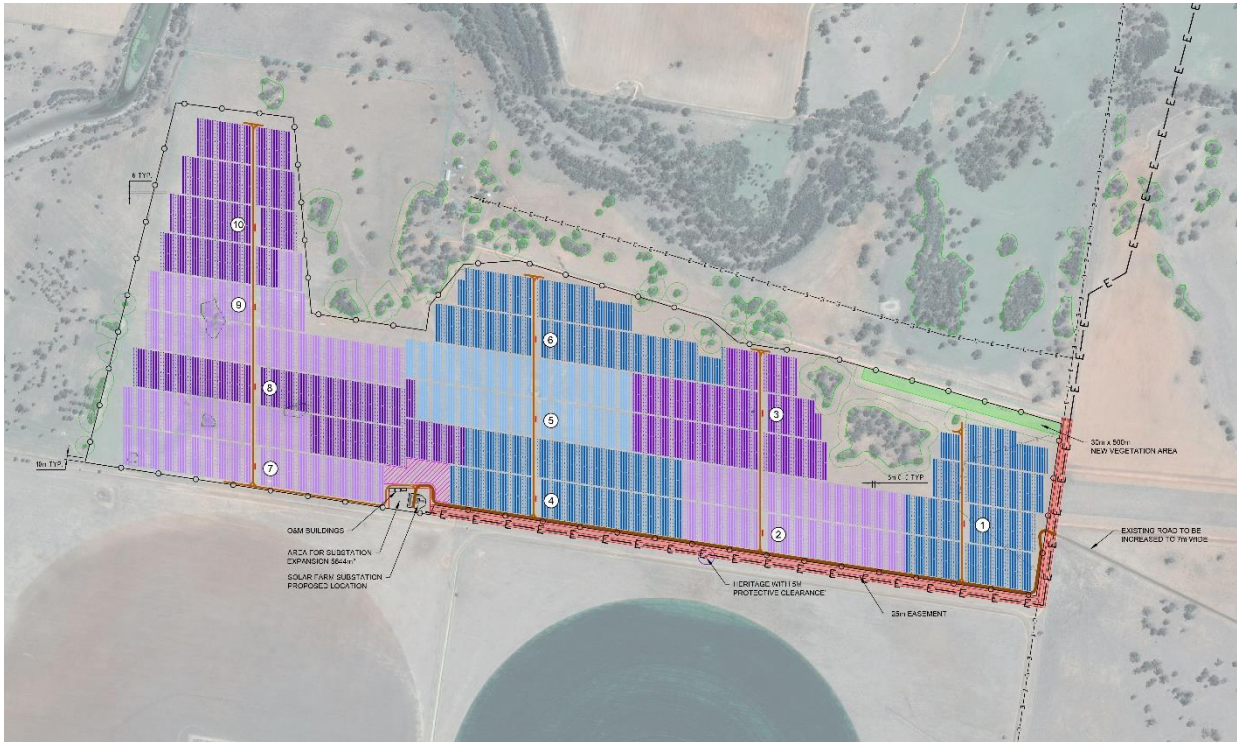 6 TYP.
10
9
6
8
3
5
30m x 500m
NEW VEGETATION AREA
10m TYP.
7
O&M BUILDINGS
4
2
1
EXISTING ROAD TO BE
INCREASED TO 7m WIDE
AREA FOR SUBSTATION
EXPANSION 5644m²
SOLAR FARM SUBSTATION
PROPOSED LOCATION
HERITAGE WITH 5M
PROTECTIVE CLEARANCE
25m EASEMENT